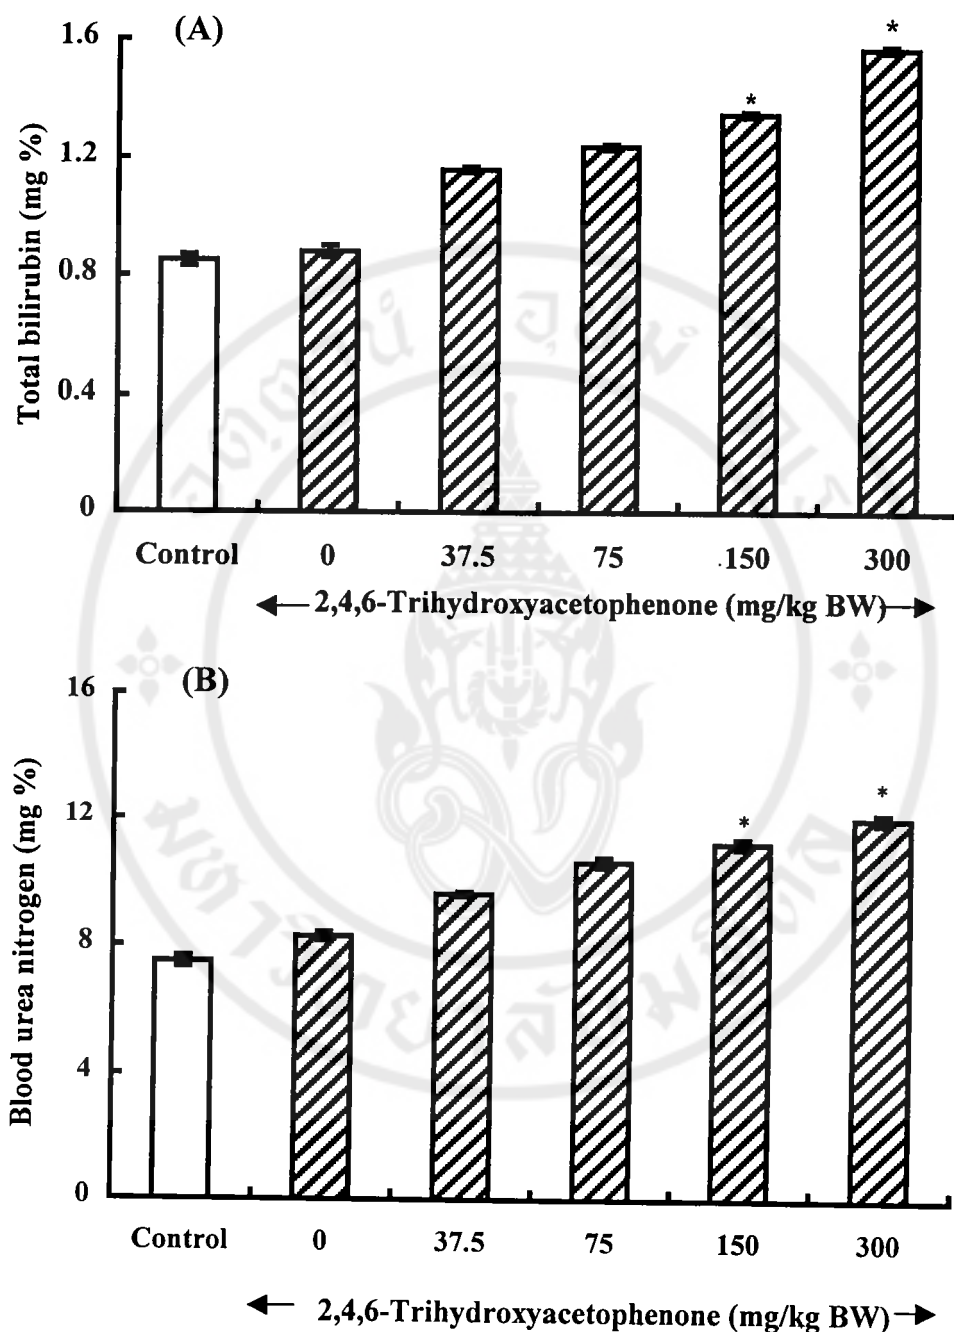 (A)
1.6
1.2
0.8
0.4
0
Total bilirubin (mg %)
*
*
Control 0 37.5 75 150 300
2,4,6-Trihydroxyacetophenone (mg/kg BW)
(B)
16
12
8
4
0
Blood urea nitrogen (mg %)
*
*
Control 0 37.5 75 150 300
2,4,6-Trihydroxyacetophenone (mg/kg BW)